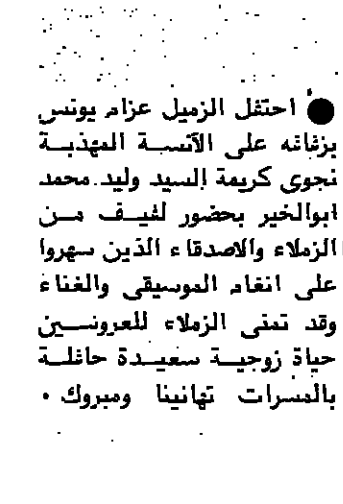 ● احتفل الزميل عزام يونس
بزفافه على الآنسة المهذبة
نجوى كريمة السيد وليد محمد
ابوالخير بحضور لفيف من
الزملاء والاصدقاء الذين سهروا
على انغام الموسيقى والغناء
وقد تمنى الزملاء للعروسين
حياة زوجية سعيدة حافلة
بالمسرات تهانينا ومبروك .